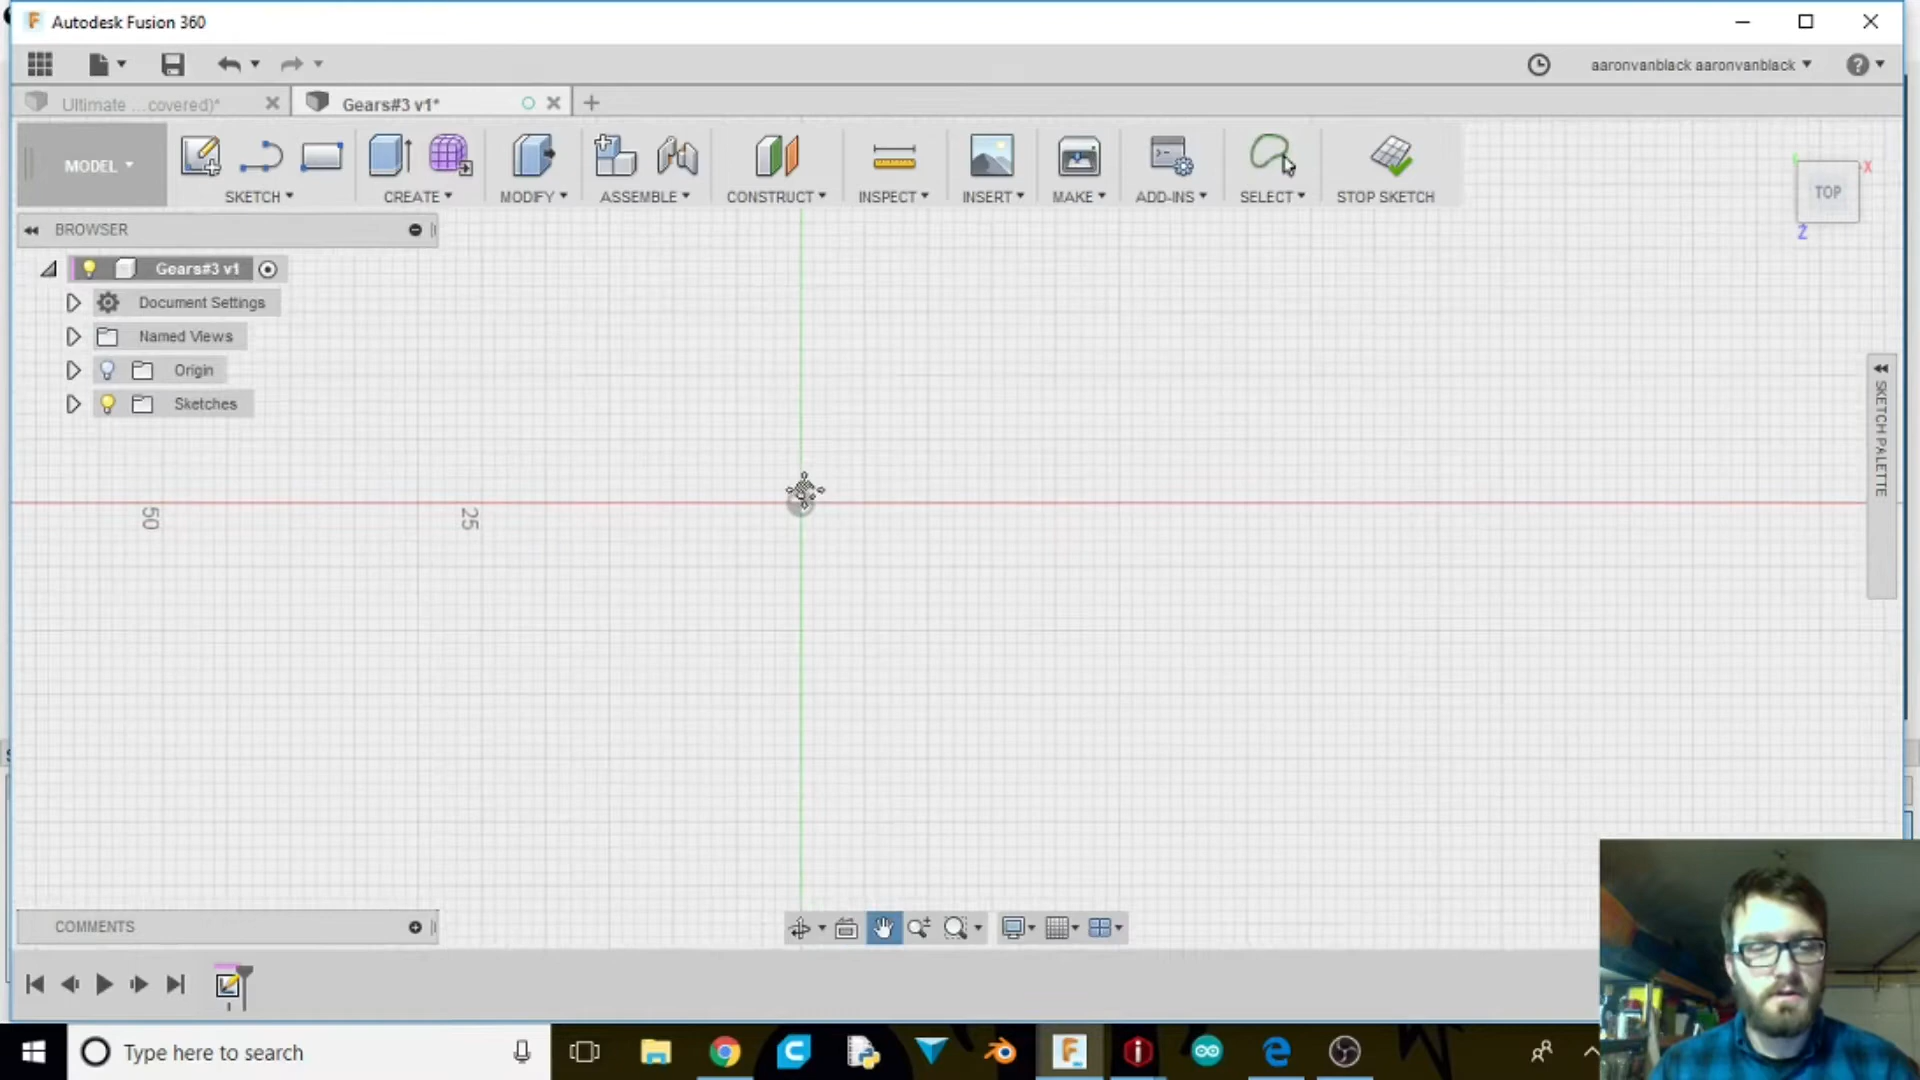 Autodesk Fusion 360
aaronvanblack aaronvanblack
Ultimate ...covered)*
Gears#3 v1*
MODEL
SKETCH
CREATE
MODIFY
ASSEMBLE
CONSTRUCT
INSPECT
INSERT
MAKE
ADD-INS
SELECT
STOP SKETCH
TOP
X
Z
BROWSER
Gears#3 v1
Document Settings
Named Views
Origin
Sketches
SKETCH PALETTE
50
25
COMMENTS
Type here to search